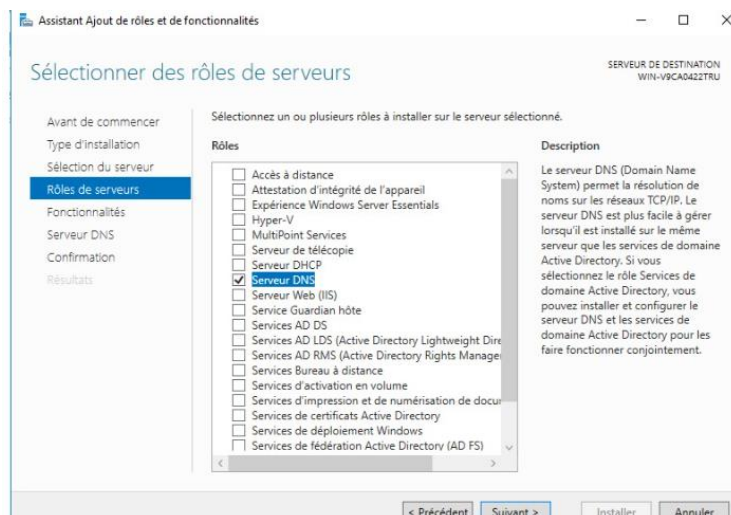 Assistant Ajout de rôles et de fonctionnalités
Sélectionner des rôles de serveurs
SERVEUR DE DESTINATION
WIN-V9CA0422TRU
Avant de commencer
Type d'installation
Sélection du serveur
Rôles de serveurs
Fonctionnalités
Serveur DNS
Confirmation
Résultats
Sélectionnez un ou plusieurs rôles à installer sur le serveur sélectionné.
Rôles
Accès à distance
Attestation d'intégrité de l'appareil
Expérience Windows Server Essentials
Hyper-V
MultiPoint Services
Serveur de télécopie
Serveur DHCP
Serveur DNS
Serveur Web (IIS)
Service Guardian hôte
Services AD DS
Services AD LDS (Active Directory Lightweight Dire
Services AD RMS (Active Directory Rights Manage
Services Bureau à distance
Services d'activation en volume
Services d'impression et de numérisation de docu
Services de certificats Active Directory
Services de déploiement Windows
Services de fédération Active Directory (AD FS)
Description
Le serveur DNS (Domain Name
System) permet la résolution de
noms sur les réseaux TCP/IP. Le
serveur DNS est plus facile à gérer
lorsqu'il est installé sur le même
serveur que les services de domaine
Active Directory. Si vous
sélectionnez le rôle Services de
domaine Active Directory, vous
pouvez installer et configurer le
serveur DNS et les services de
domaine Active Directory pour les
faire fonctionner conjointement.
< Précédent
Suivant >
Installer
Annuler